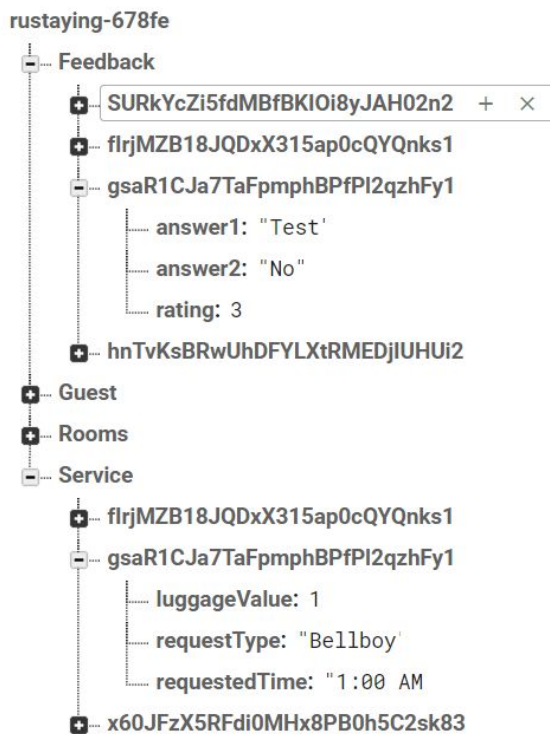 rustaying-678fe
Feedback
SURkYcZi5fdMBfBKIOi8yJAH02n2 + ×
flrjMZB18JQDxX315ap0cQYQnks1
gsaR1CJa7TaFpmphBPfPl2qzhFy1
answer1: "Test'
answer2: "No"
rating: 3
hnTvKsBRwUhDFYLXtRMEDjlUHUi2
Guest
Rooms
Service
flrjMZB18JQDxX315ap0cQYQnks1
gsaR1CJa7TaFpmphBPfPl2qzhFy1
luggageValue: 1
requestType: "Bellboy'
requestedTime: "1:00 AM
x60JFzX5RFdi0MHx8PB0h5C2sk83